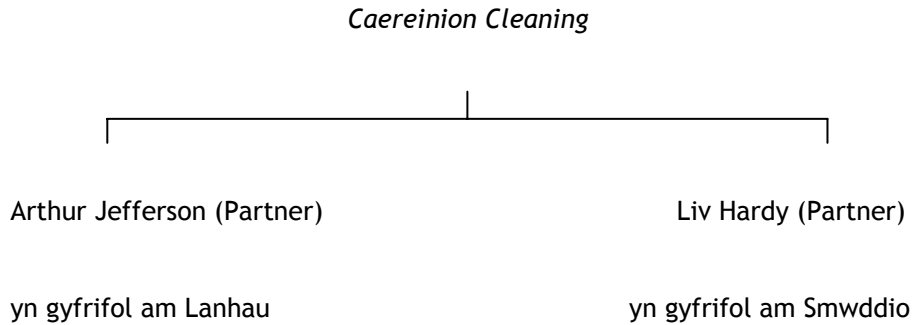 Caereinion Cleaning
Arthur Jefferson (Partner)
Liv Hardy (Partner)
yn gyfrifol am Lanhau
yn gyfrifol am Smwddio